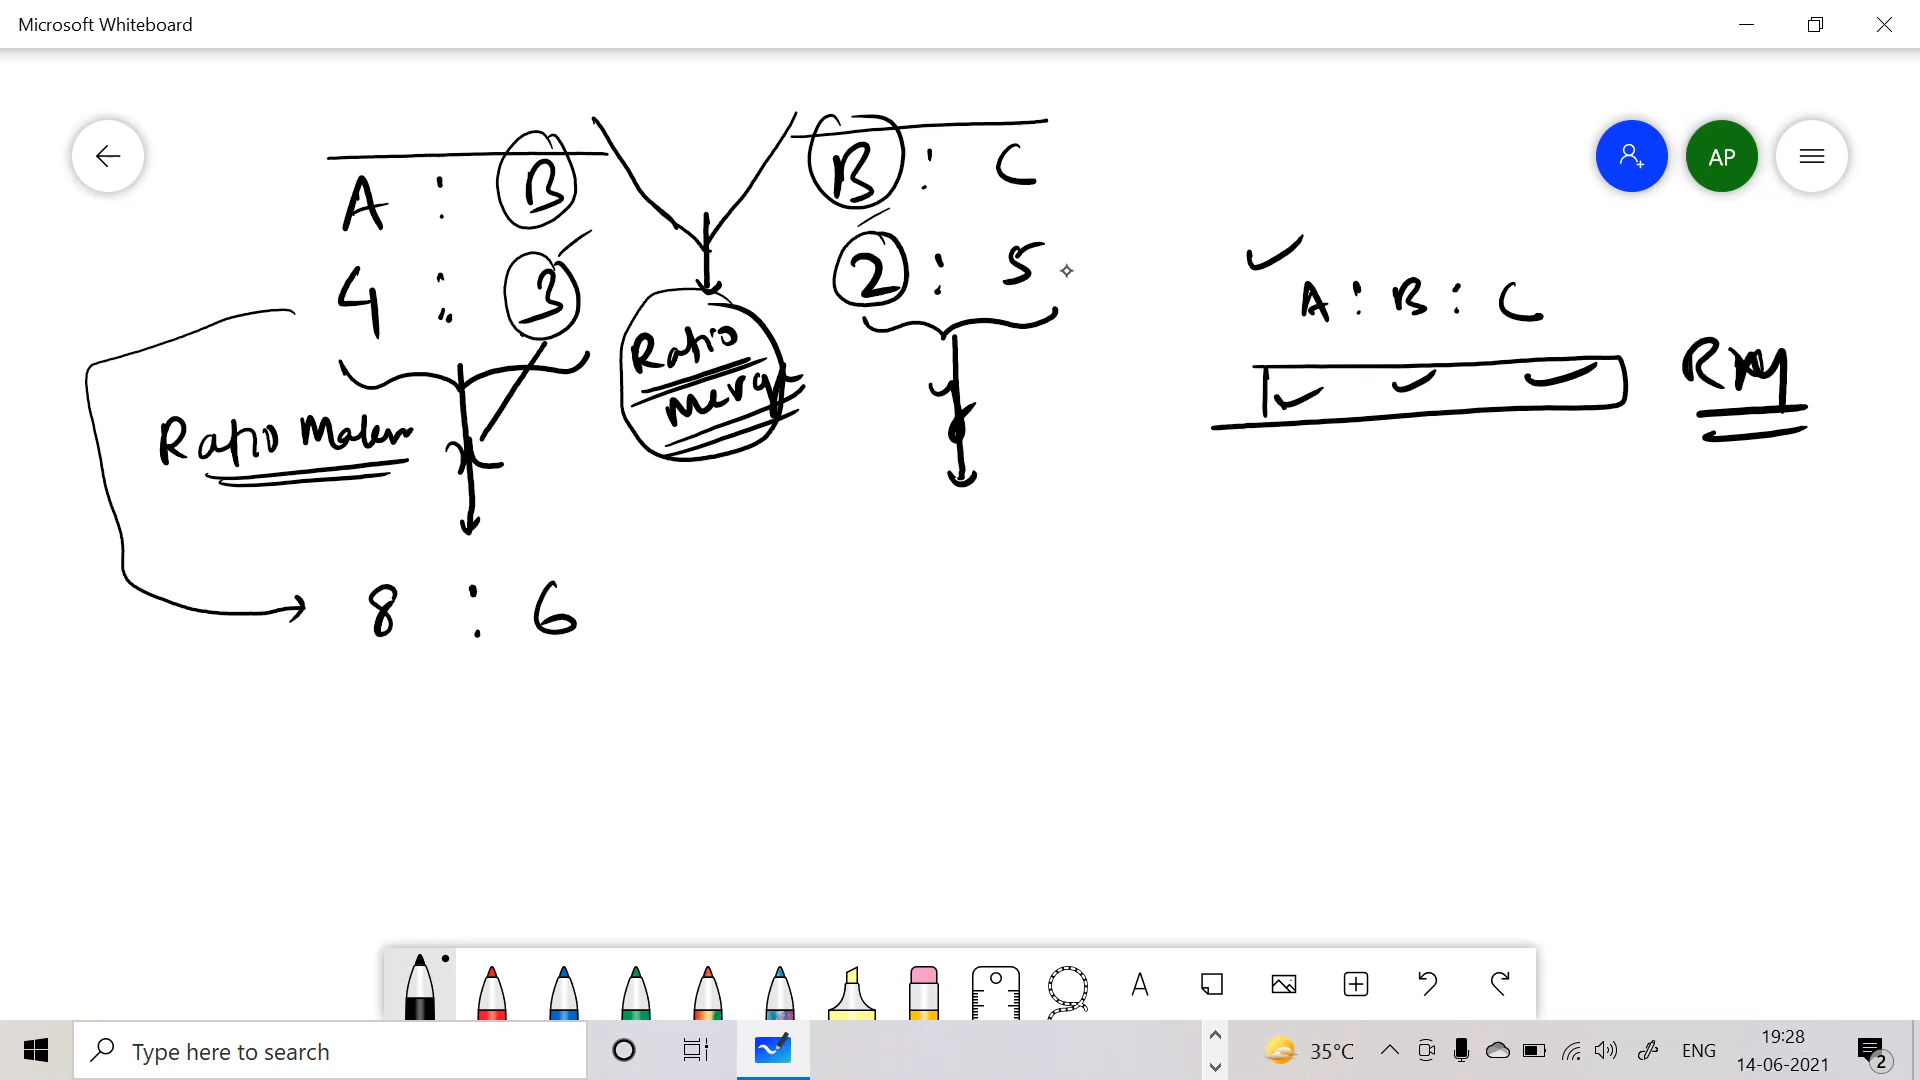 Microsoft Whiteboard
AP
A : B
B : C
4 : 3
2 : 5
A : B : C
Ratio
Merge
Ratio
x
y
8 : 6
A
Type here to search
35°C
ENG
19:28
14-06-2021
2